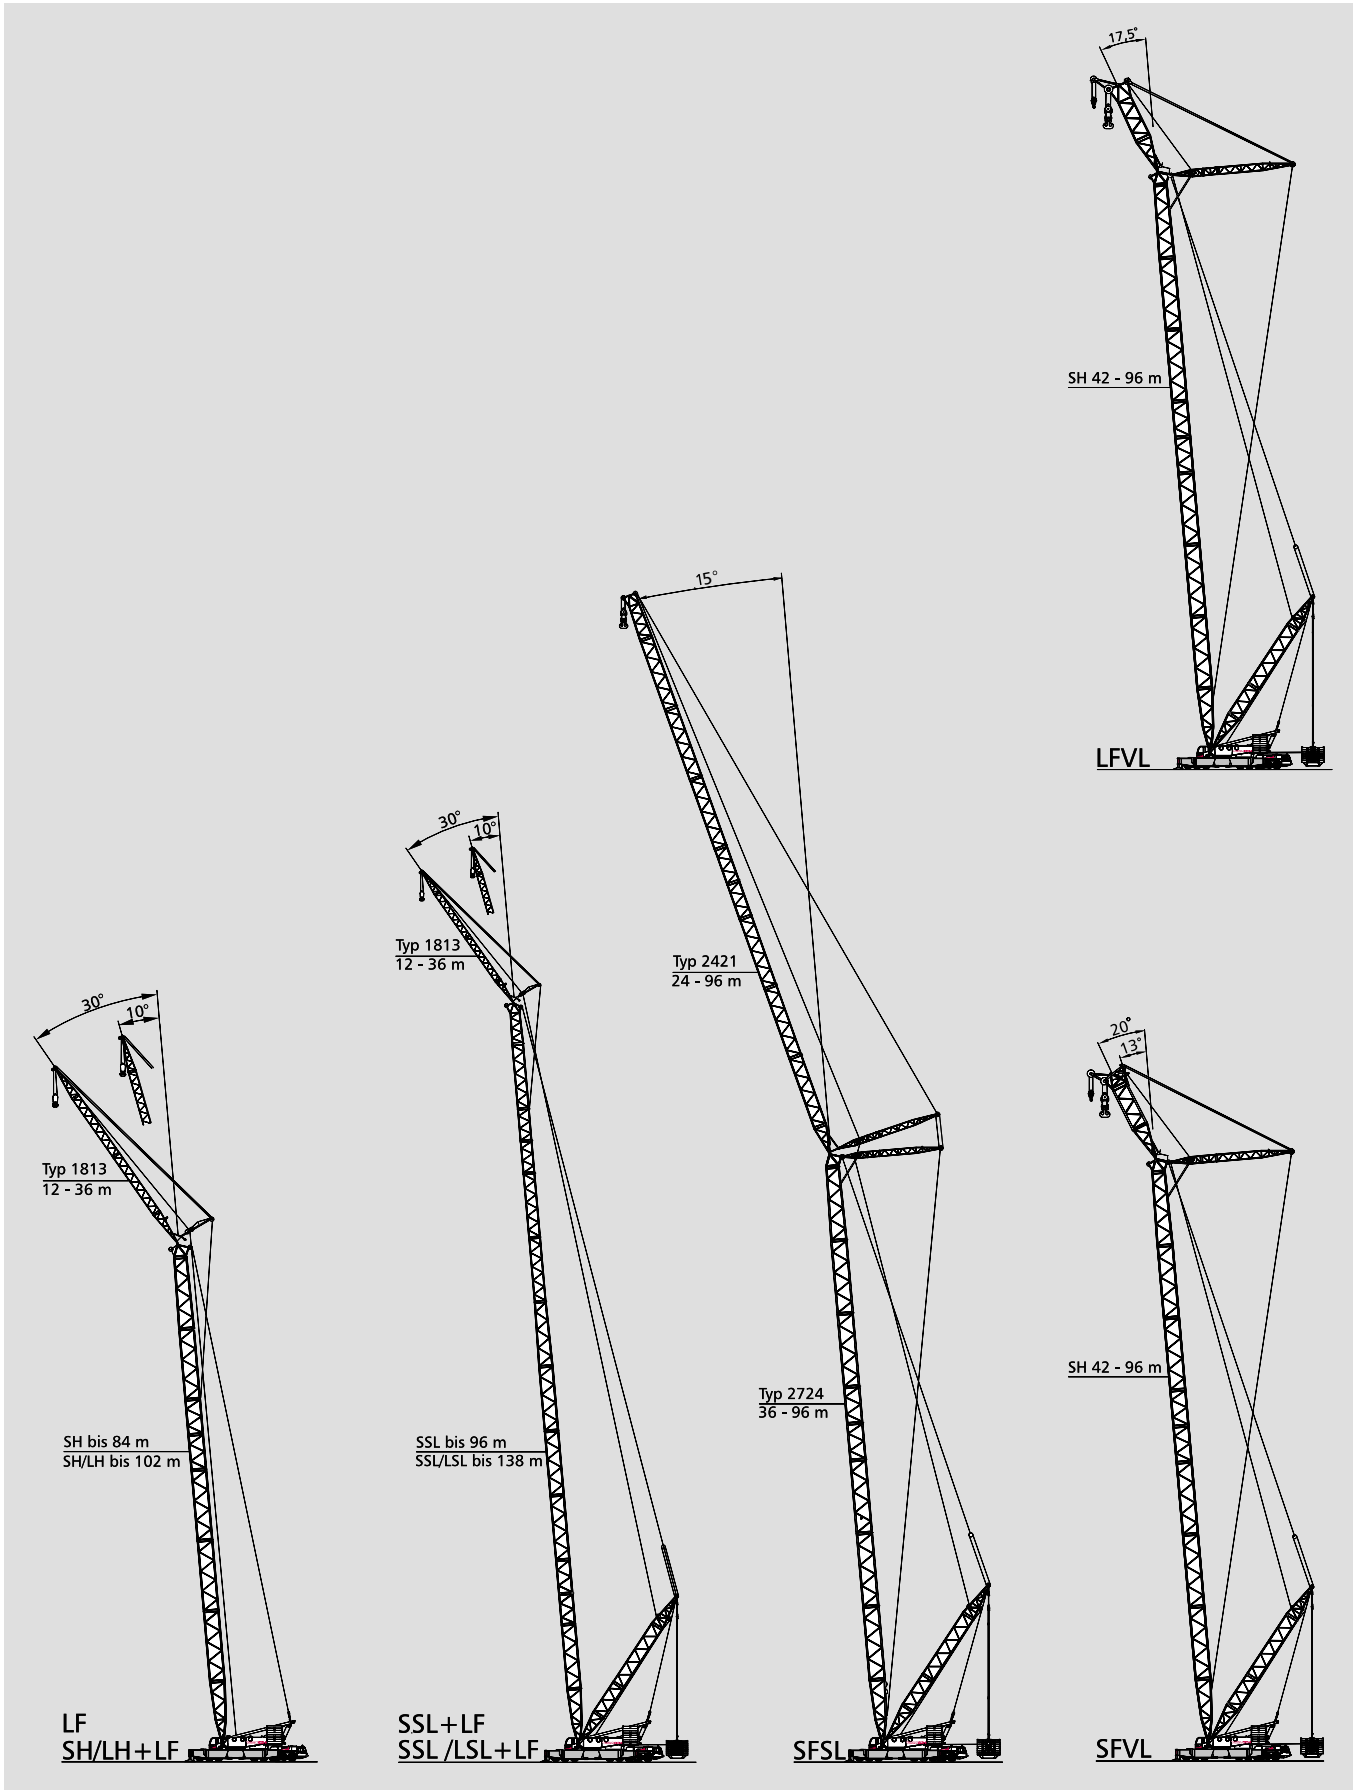 17,5°
SH 42 - 96 m
LFVL
15°
Typ 2421
24 - 96 m
Typ 2724
36 - 96 m
SFSL
30°
10°
Typ 1813
12 - 36 m
SSL bis 96 m
SSL/LSL bis 138 m
SSL+LF
SSL /LSL+LF
30°
10°
Typ 1813
12 - 36 m
SH bis 84 m
SH/LH bis 102 m
LF
SH/LH+LF
20°
13°
SH 42 - 96 m
SFVL